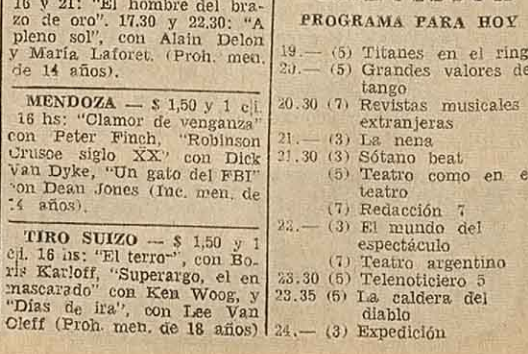 16 y 21: "El hombre del bra-
zo de oro". 17.30 y 22.30: "A
pleno sol", con Alain Delon
y María Laforet. (Proh. men.
de 14 años).
MENDOZA — $ 1,50 y 1 cji.
16 hs: "Clamor de venganza"
con Peter Finch, "Robinson
Crusoe siglo XX" con Dick
Van Dyke, "Un gato del FBI"
con Dean Jones (Inc. men. de
14 años).
TIRO SUIZO — $ 1,50 y 1
cji. 16 hs: "El terror", con Bo-
ris Karloff, "Superargo, el en
mascarado" con Ken Woog, y
"Días de ira", con Lee Van
Cleff (Proh. men. de 18 años)
PROGRAMA PARA HOY
19.— (5) Titanes en el ring
20.— (5) Grandes valores de
tango
20.30 (7) Revistas musicales
extranjeras
21.— (3) La nena
21.30 (3) Sótano beat
(5) Teatro como en e
teatro
(7) Redacción 7
22.— (3) El mundo del
espectáculo
(7) Teatro argentino
23.30 (5) Telenoticiero 5
23.35 (5) La caldera del
diablo
24.— (3) Expedición